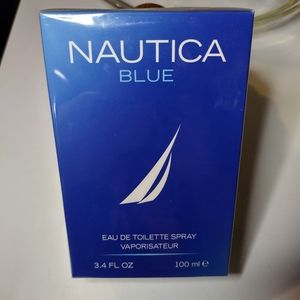 NAUTICA
BLUE
EAU DE TOILETTE SPRAY
VAPORISATEUR
3.4 FL OZ 100 ml ℮